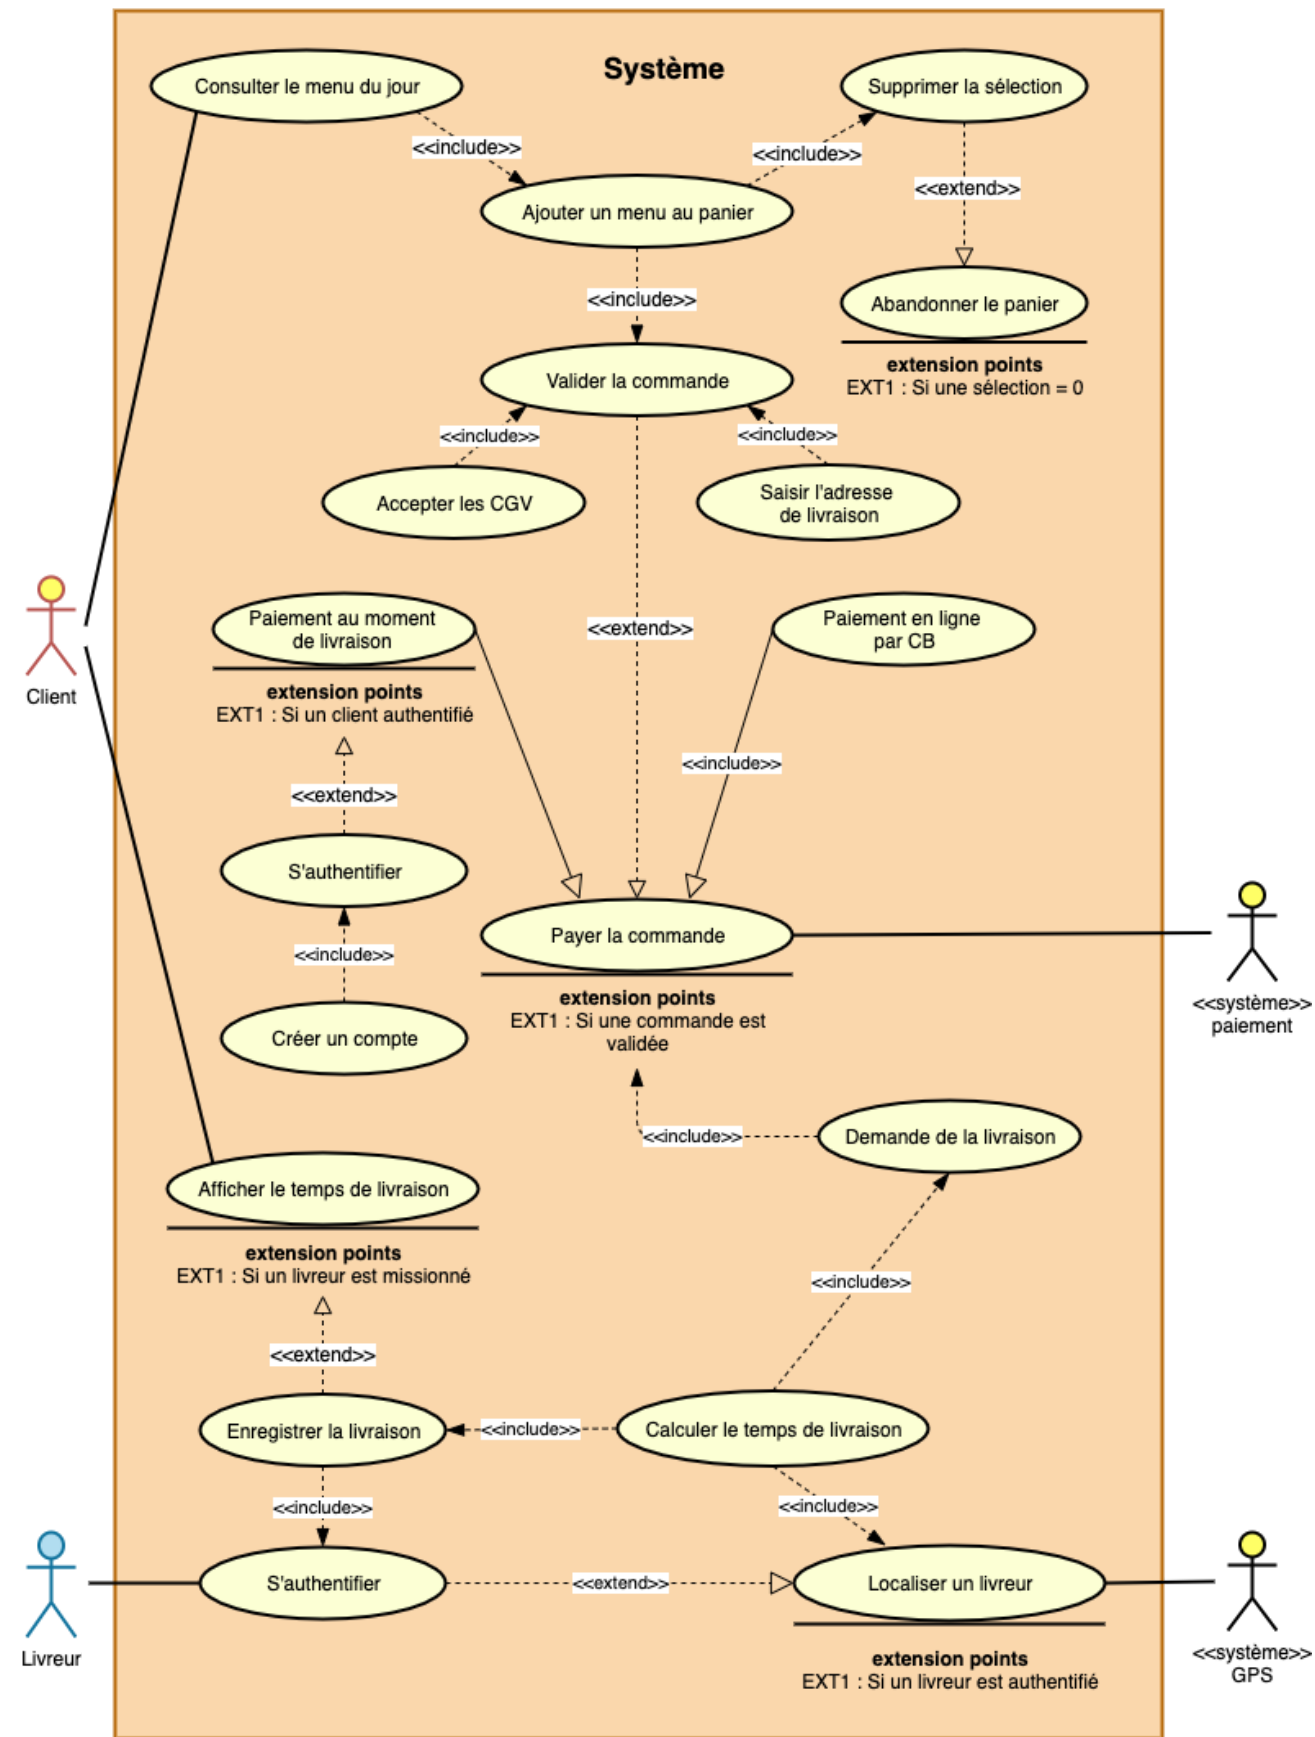 Système
Consulter le menu du jour
Supprimer la sélection
<<include>>
<<include>>
<<extend>>
Ajouter un menu au panier
<<include>>
Abandonner le panier
extension points
EXT1 : Si une sélection = 0
Valider la commande
<<include>>
<<include>>
Accepter les CGV
Saisir l'adresse
de livraison
Paiement au moment
de livraison
<<extend>>
Paiement en ligne
par CB
extension points
EXT1 : Si un client authentifié
Client
<<include>>
<<extend>>
S'authentifier
Payer la commande
<<include>>
extension points
EXT1 : Si une commande est
validée
<<système>>
paiement
Créer un compte
<<include>>
Demande de la livraison
Afficher le temps de livraison
extension points
EXT1 : Si un livreur est missionné
<<include>>
<<extend>>
Enregistrer la livraison
<<include>>
Calculer le temps de livraison
<<include>>
<<include>>
S'authentifier
<<extend>>
Localiser un livreur
Livreur
extension points
EXT1 : Si un livreur est authentifié
<<système>>
GPS